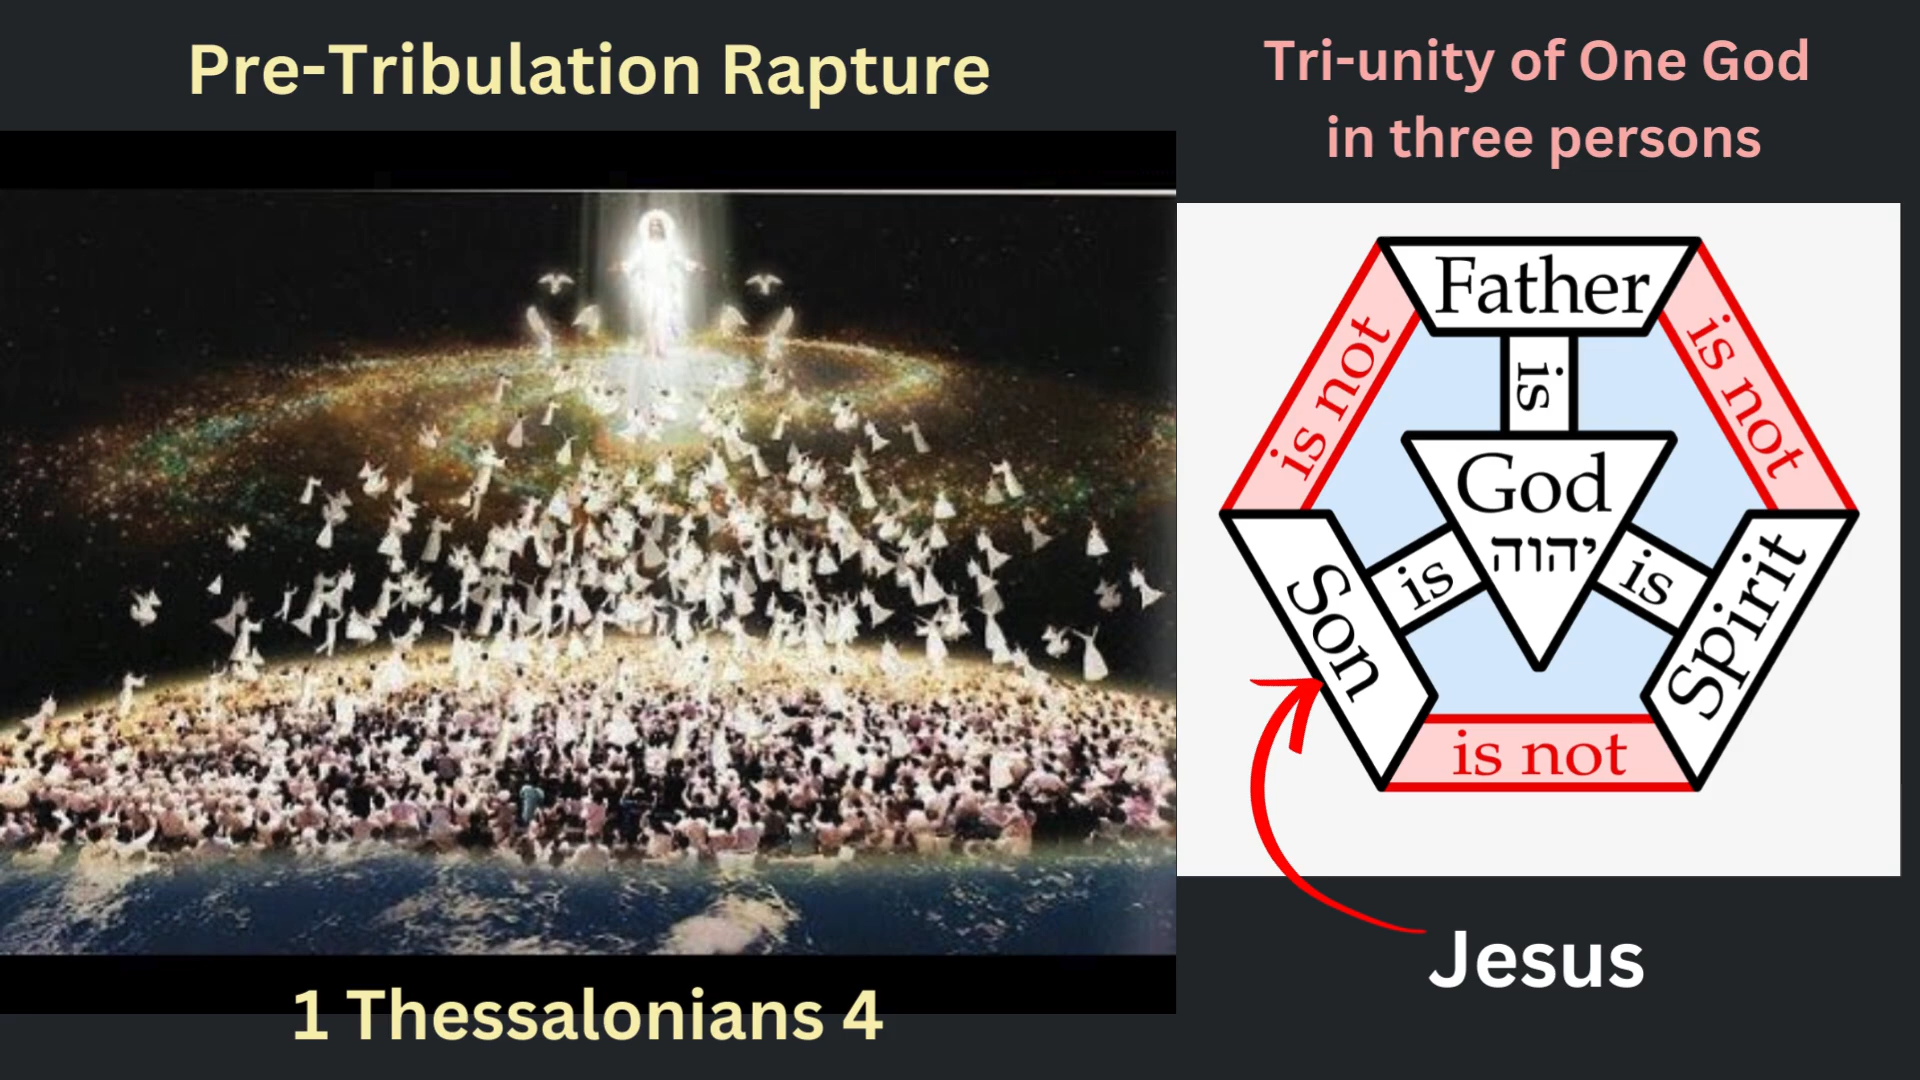 Pre-Tribulation Rapture
1 Thessalonians 4
Tri-unity of One God
in three persons
Father
is not
is
is not
God
יהוה
Son
is
is
Spirit
is not
Jesus